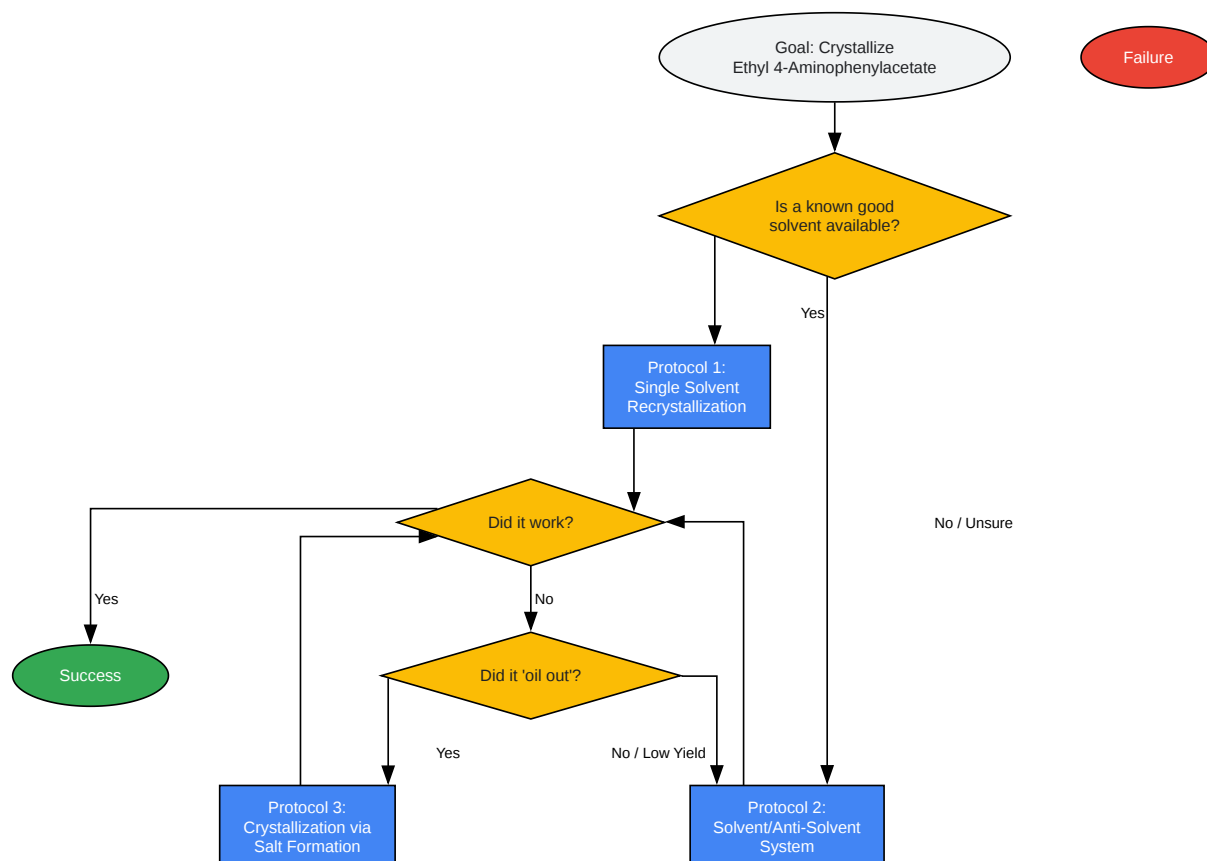 Goal: Crystallize
Ethyl 4-Aminophenylacetate
Failure
Is a known good
solvent available?
Yes
Protocol 1:
Single Solvent
Recrystallization
Did it work?
No / Unsure
Yes
No
Success
Did it 'oil out'?
Yes
No / Low Yield
Protocol 3:
Crystallization via
Salt Formation
Protocol 2:
Solvent/Anti-Solvent
System